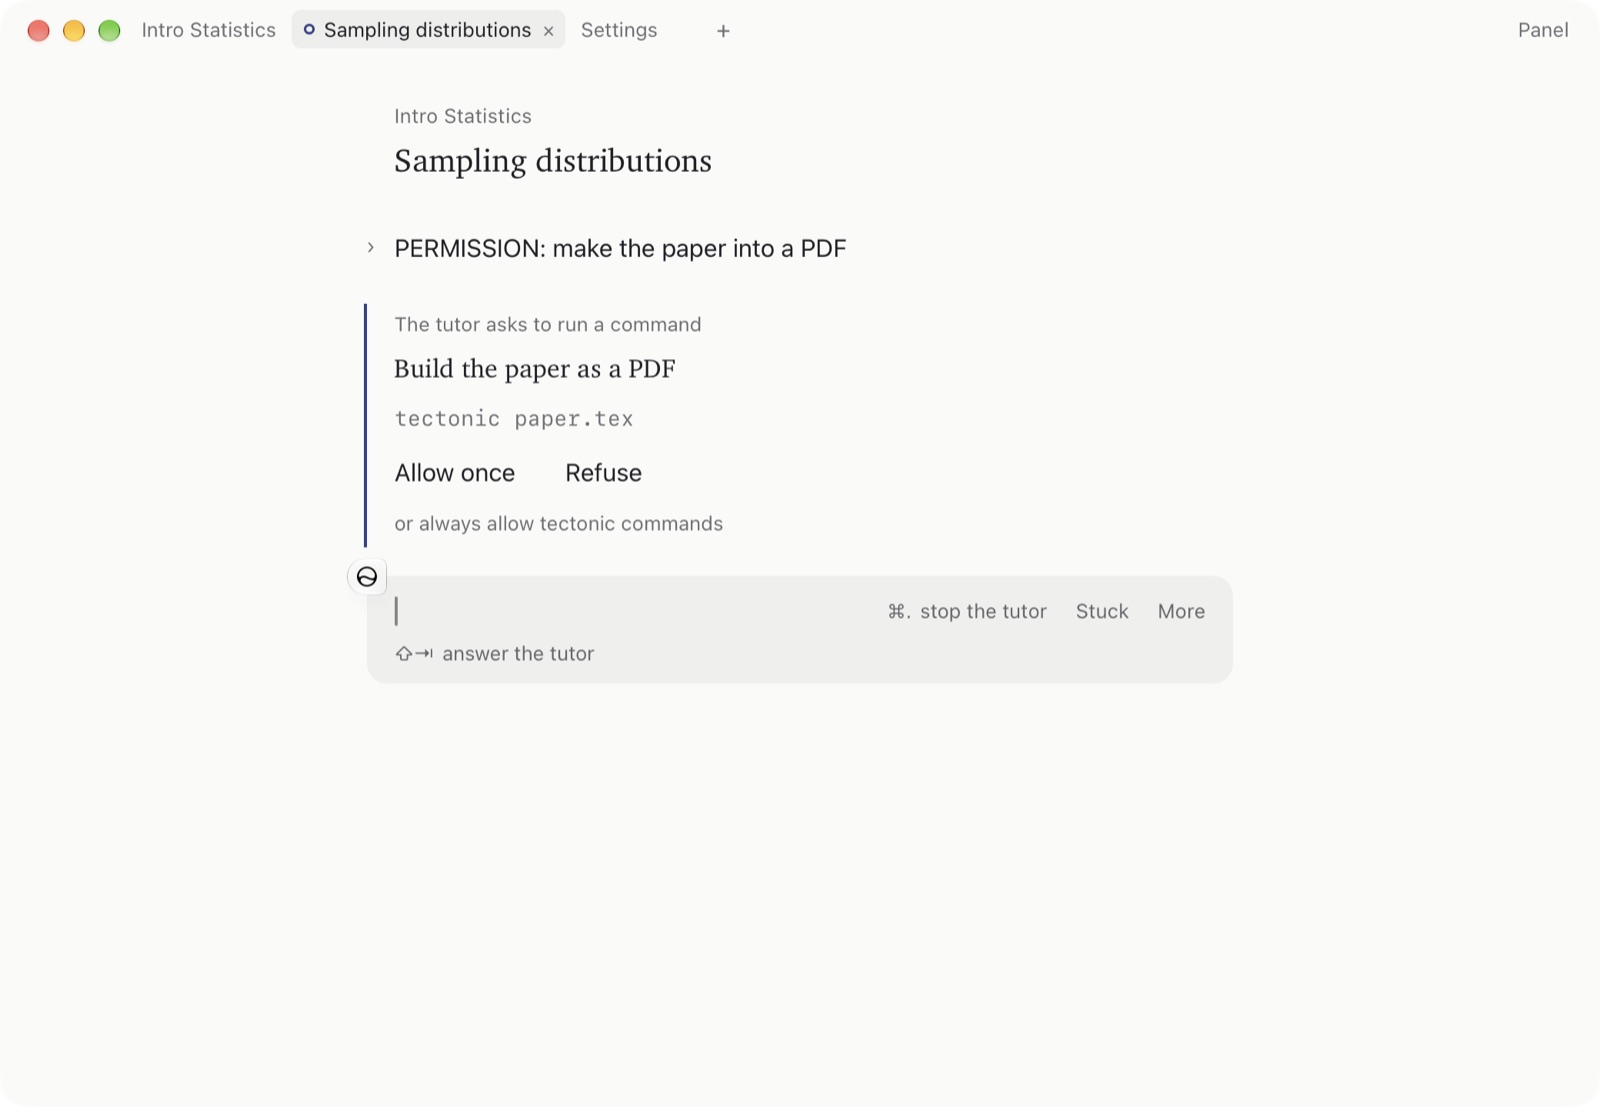 Intro Statistics
Sampling distributions ×
Settings
+
Panel
Intro Statistics
Sampling distributions
› PERMISSION: make the paper into a PDF
The tutor asks to run a command
Build the paper as a PDF
tectonic paper.tex
Allow once Refuse
or always allow tectonic commands
⌘. stop the tutor Stuck More
⇧⇥ answer the tutor